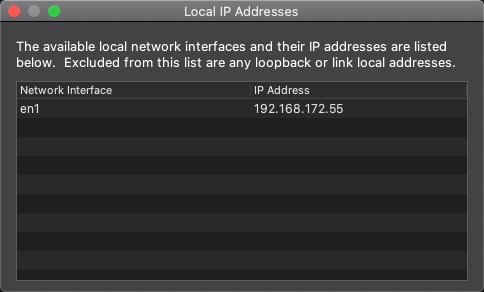 Local IP Addresses
The available local network interfaces and their IP addresses are listed
below.  Excluded from this list are any loopback or link local addresses.
Network Interface IP Address
en1 192.168.172.55